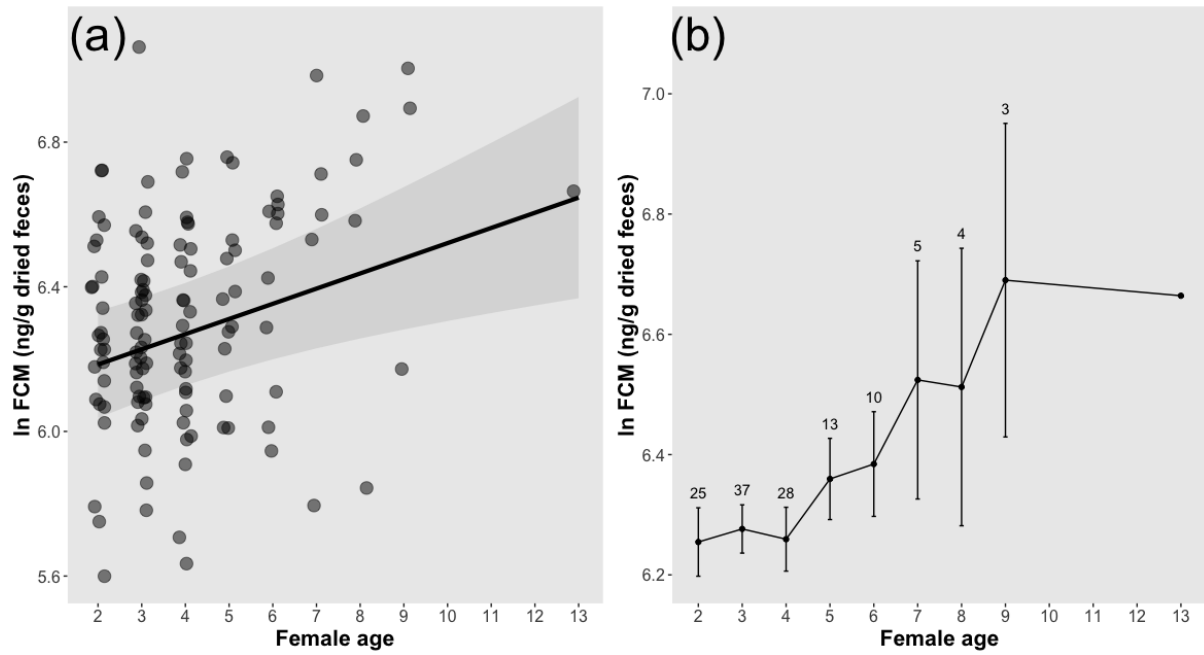 (a)
ln FCM (ng/g dried feces)
6.8
6.4
6.0
5.6
2 3 4 5 6 7 8 9 10 11 12 13
Female age
(b)
ln FCM (ng/g dried feces)
7.0
6.8
6.6
6.4
6.2
25 37 28 13 10 5 4 3
2 3 4 5 6 7 8 9 10 11 12 13
Female age